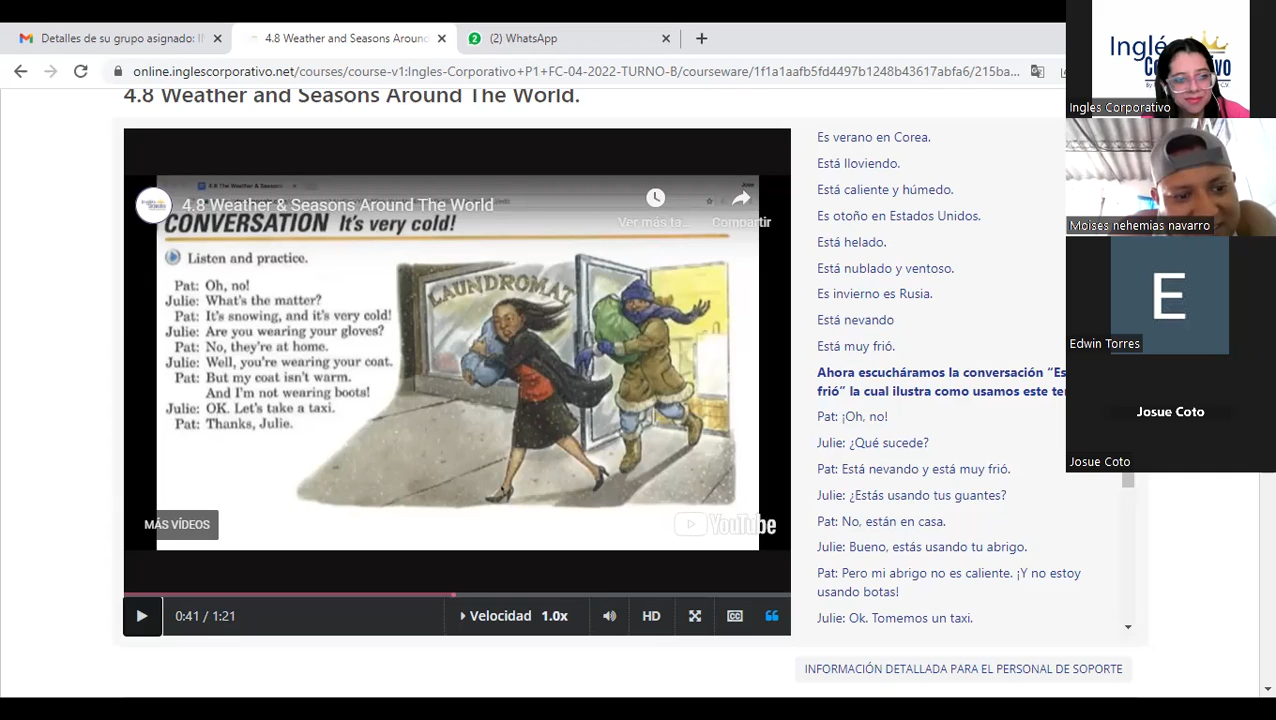 Detalles de su grupo asignado: I
4.8 Weather and Seasons Aroun
(2) WhatsApp
online.inglescorporativo.net/courses/course-v1:Ingles-Corporativo+P1+FC-04-2022-TURNO-B/courseware/1f1a1aafb5fd4497b1248b43617abfa6/215ba...
4.8 Weather and Seasons Around The World.
4.8 Weather & Seasons Around The World
Ver más ta...
Compartir
CONVERSATION It's very cold!
Listen and practice.
Pat: Oh, no!
Julie: What's the matter?
Pat: It's snowing, and it's very cold!
Julie: Are you wearing your gloves?
Pat: No, they're at home.
Julie: Well, you're wearing your coat.
Pat: But my coat isn't warm.
And I'm not wearing boots!
Julie: OK. Let's take a taxi.
Pat: Thanks, Julie.
LAUNDROMAT
MÁS VÍDEOS
YouTube
0:41 / 1:21
Velocidad 1.0x
HD
Es verano en Corea.
Está lloviendo.
Está caliente y húmedo.
Es otoño en Estados Unidos.
Está helado.
Está nublado y ventoso.
Es invierno es Rusia.
Está nevando
Está muy frió.
Ahora escucháramos la conversación “Es
frió” la cual ilustra como usamos este te
Pat: ¡Oh, no!
Julie: ¿Qué sucede?
Pat: Está nevando y está muy frió.
Julie: ¿Estás usando tus guantes?
Pat: No, están en casa.
Julie: Bueno, estás usando tu abrigo.
Pat: Pero mi abrigo no es caliente. ¡Y no estoy
usando botas!
Julie: Ok. Tomemos un taxi.
INFORMACIÓN DETALLADA PARA EL PERSONAL DE SOPORTE
Inglés
Ingles Corporativo
Moises nehemias navarro
E
Edwin Torres
Josue Coto
Josue Coto